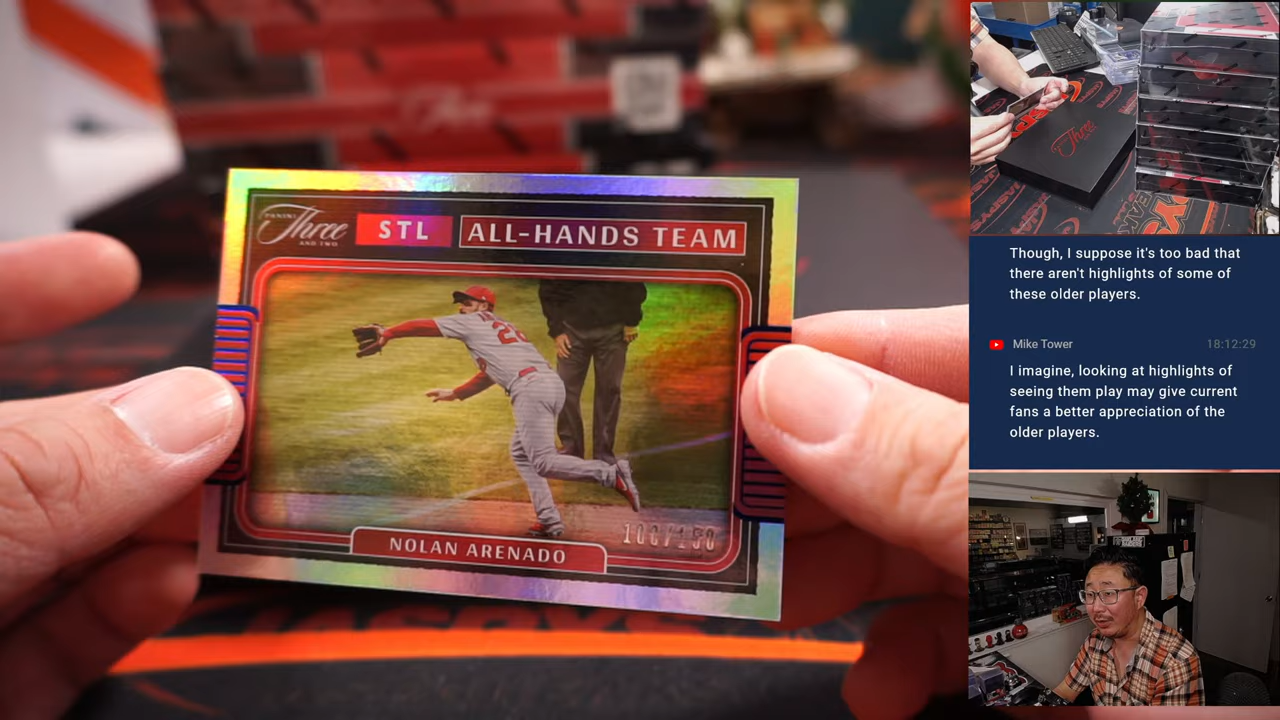 PANINI
Three
AND TWO
STL
ALL-HANDS TEAM
NOLAN ARENADO
Three
Though, I suppose it's too bad that
there aren't highlights of some of
these older players.
Mike Tower 18:12:29
I imagine, looking at highlights of
seeing them play may give current
fans a better appreciation of the
older players.